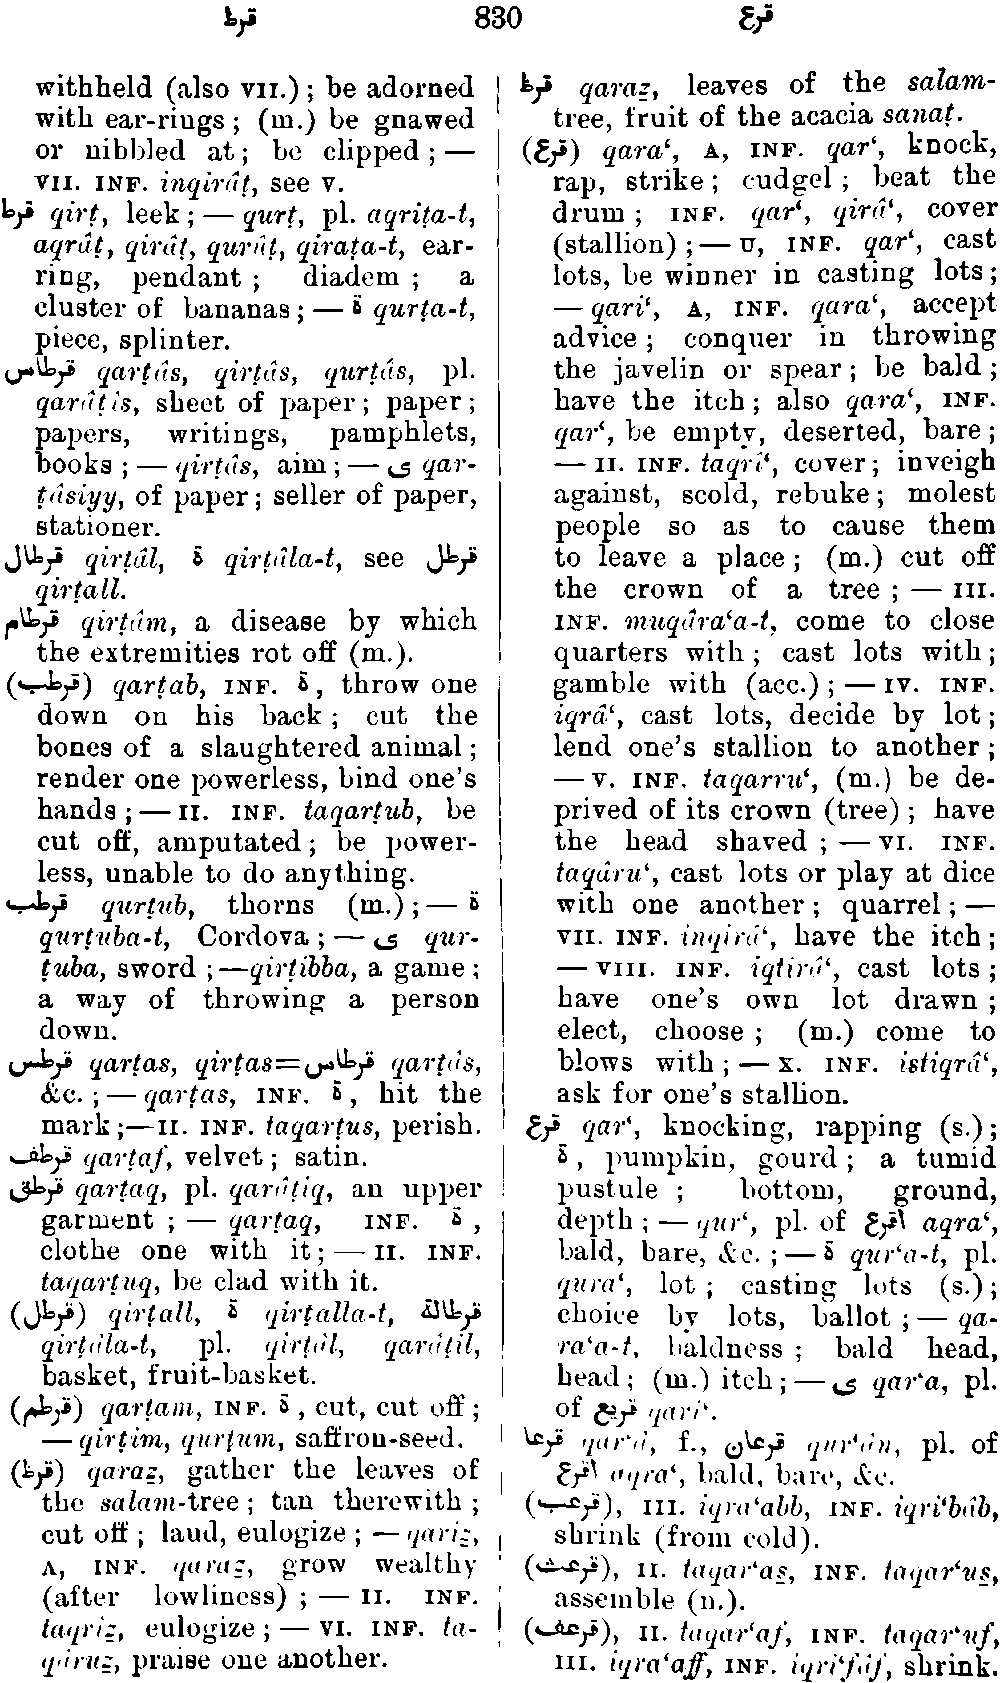 قرط 830 قرع
withheld (also VII.); be adorned
with ear-rings; (m.) be gnawed
or nibbled at; be clipped; —
VII. INF. inqirâṭ, see V.
قرط qirṭ, leek; — qurṭ, pl. aqriṭa-t,
aqrâṭ, qirâṭ, qurûṭ, qiraṭa-t, ear-
ring, pendant; diadem; a
cluster of bananas; — ة qurṭa-t,
piece, splinter.
قرطاس qarṭâs, qirṭâs, qurṭâs, pl.
qarâṭîs, sheet of paper; paper;
papers, writings, pamphlets,
books; — qirṭâs, aim; — ى qar-
ṭâsiyy, of paper; seller of paper,
stationer.
قرطال qirṭâl, ة qirṭâla-t, see قرطل
qirṭall.
قرطام qirṭâm, a disease by which
the extremities rot off (m.).
(قرطب) qarṭab, INF. ة, throw one
down on his back; cut the
bones of a slaughtered animal;
render one powerless, bind one's
hands; — II. INF. taqarṭub, be
cut off, amputated; be power-
less, unable to do anything.
قرطب qurṭub, thorns (m.); — ة
qurṭuba-t, Cordova; — ى qur-
ṭuba, sword; — qirṭibba, a game;
a way of throwing a person
down.
قرطس qarṭas, qirṭas=قرطاس qarṭâs,
&c.; — qarṭas, INF. ة, hit the
mark;—II. INF. taqarṭus, perish.
قرطف qarṭaf, velvet; satin.
قرطق qarṭaq, pl. qarâṭiq, an upper
garment; — qarṭaq, INF. ة,
clothe one with it; — II. INF.
taqarṭuq, be clad with it.
(قرطل) qirṭall, ة qirṭalla-t, قرطالة
qirṭâla-t, pl. qirṭâl, qarâṭil,
basket, fruit-basket.
(قرطم) qarṭam, INF. ة, cut, cut off;
— qirṭim, qurṭum, saffron-seed.
(قرظ) qaraẓ, gather the leaves of
the salam-tree; tan therewith;
cut off; laud, eulogize; — qariẓ,
A, INF. qaraẓ, grow wealthy
(after lowliness); — II. INF.
taqrîẓ, eulogize; — VI. INF. ta-
qâruẓ, praise one another.
قرظ qaraẓ, leaves of the salam-
tree, fruit of the acacia sanaṭ.
(قرع) qara‘, A, INF. qar‘, knock,
rap, strike; cudgel; beat the
drum; INF. qar‘, qirâ‘, cover
(stallion); — U, INF. qar‘, cast
lots, be winner in casting lots;
— qari‘, A, INF. qara‘, accept
advice; conquer in throwing
the javelin or spear; be bald;
have the itch; also qara‘, INF.
qar‘, be empty, deserted, bare;
— II. INF. taqrî‘, cover; inveigh
against, scold, rebuke; molest
people so as to cause them
to leave a place; (m.) cut off
the crown of a tree; — III.
INF. muqâra‘a-t, come to close
quarters with; cast lots with;
gamble with (acc.); — IV. INF.
iqrâ‘, cast lots, decide by lot;
lend one's stallion to another;
— V. INF. taqarru‘, (m.) be de-
prived of its crown (tree); have
the head shaved; — VI. INF.
taqâru‘, cast lots or play at dice
with one another; quarrel; —
VII. INF. inqirâ‘, have the itch;
— VIII. INF. iqtirâ‘, cast lots;
have one's own lot drawn;
elect, choose; (m.) come to
blows with; — X. INF. istiqrâ‘,
ask for one's stallion.
قرع qar‘, knocking, rapping (s.);
ة, pumpkin, gourd; a tumid
pustule; bottom, ground,
depth; — qur‘, pl. of اقرع aqra‘,
bald, bare, &c.; — ة qur‘a-t, pl.
qura‘, lot; casting lots (s.);
choice by lots, ballot; — qa-
ra‘a-t, baldness; bald head,
head; (m.) itch; — ى qar‘a, pl.
of قريع qarî‘.
قرعا qar‘â, f., قرعان qur‘ân, pl. of
اقرع aqra‘, bald, bare, &c.
(قرعب), III. iqra‘abb, INF. iqri‘bâb,
shrink (from cold).
(قرعث), II. taqar‘as̱, INF. taqar‘us̱,
assemble (n.).
(قرعف), II. taqar‘af, INF. taqar‘uf,
III. iqra‘aff, INF. iqri‘fâf, shrink.